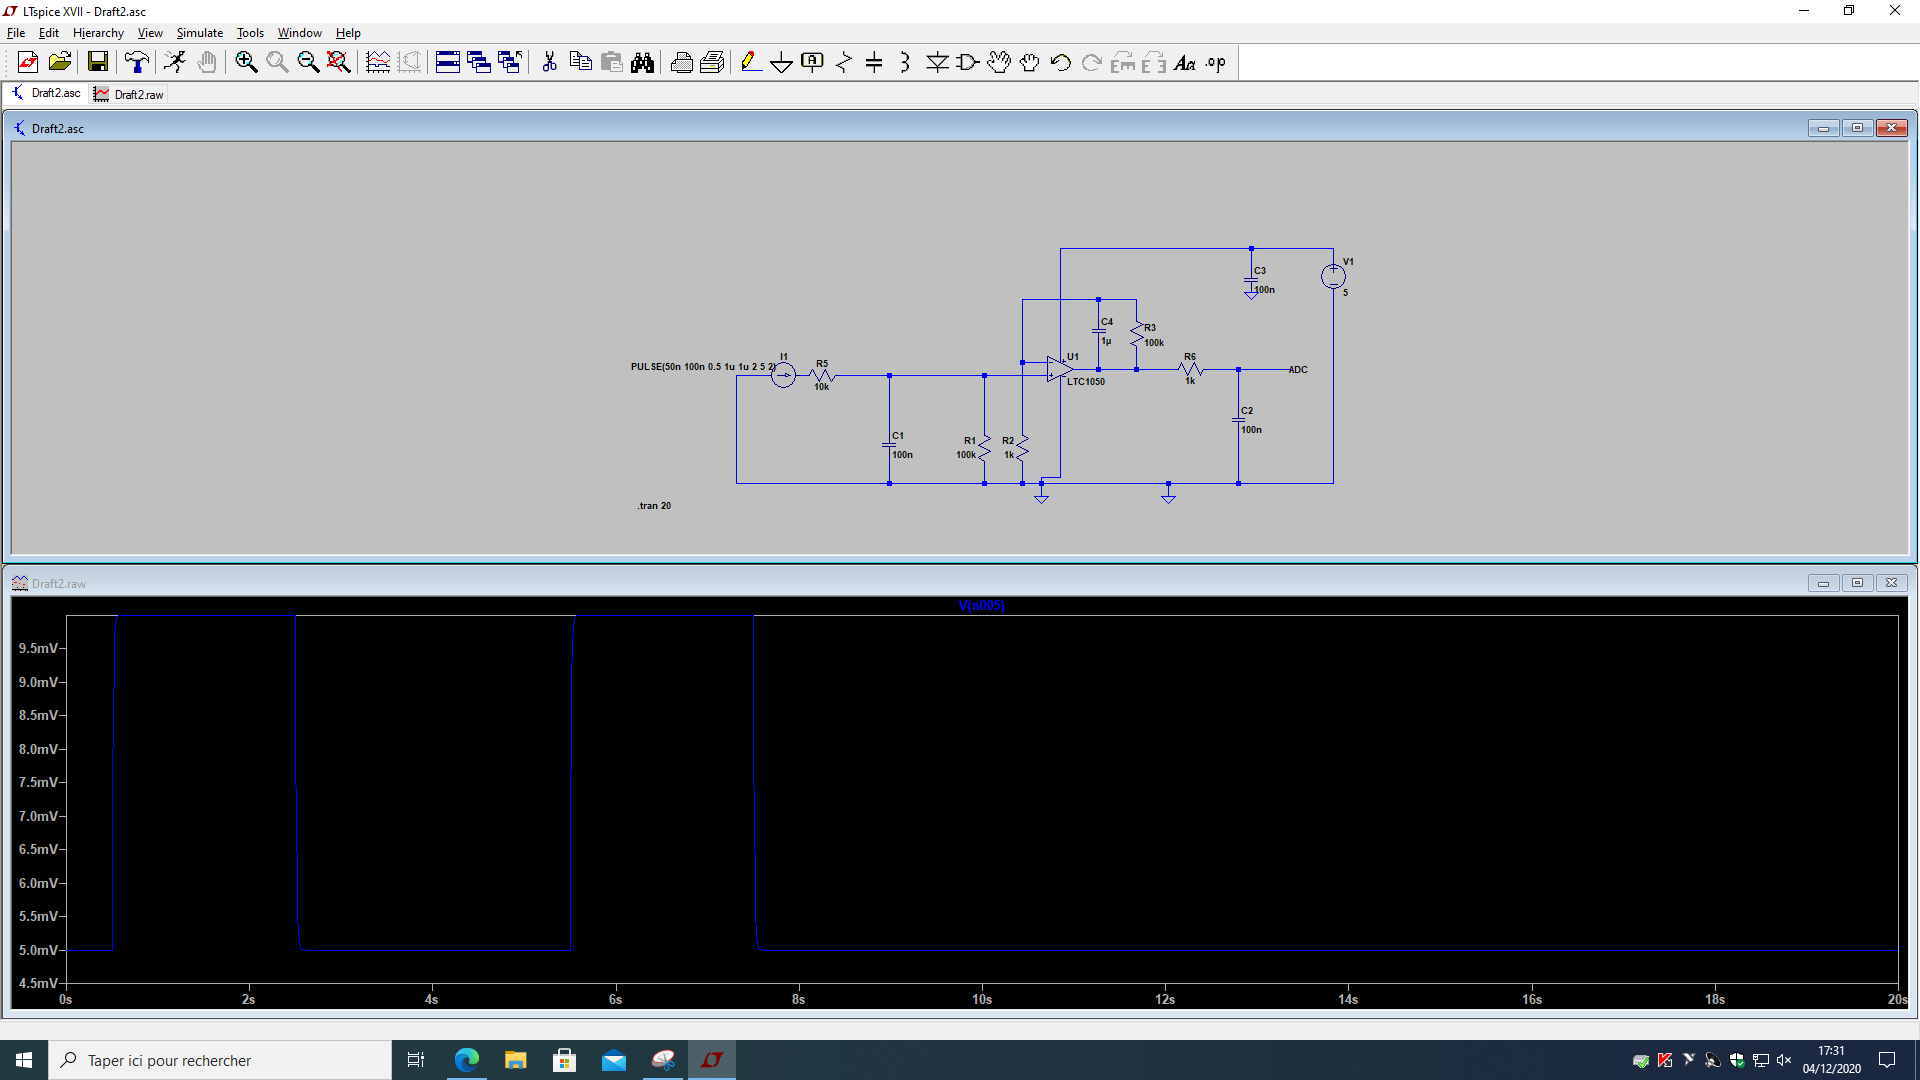 LTspice XVII - Draft2.asc
File Edit Hierarchy View Simulate Tools Window Help
Draft2.asc Draft2.raw
Draft2.asc
V1
5
C3
100n
C4
1µ
R3
100k
I1
PULSE(50n 100n 0.5 1u 1u 2 5 2)
R5
10k
U1
LTC1050
R6
1k
ADC
C2
100n
C1
100n
R1
100k
R2
1k
.tran 20
Draft2.raw
V(n005)
9.5mV
9.0mV
8.5mV
8.0mV
7.5mV
7.0mV
6.5mV
6.0mV
5.5mV
5.0mV
4.5mV
0s 2s 4s 6s 8s 10s 12s 14s 16s 18s 20s
Taper ici pour rechercher
17:31
04/12/2020